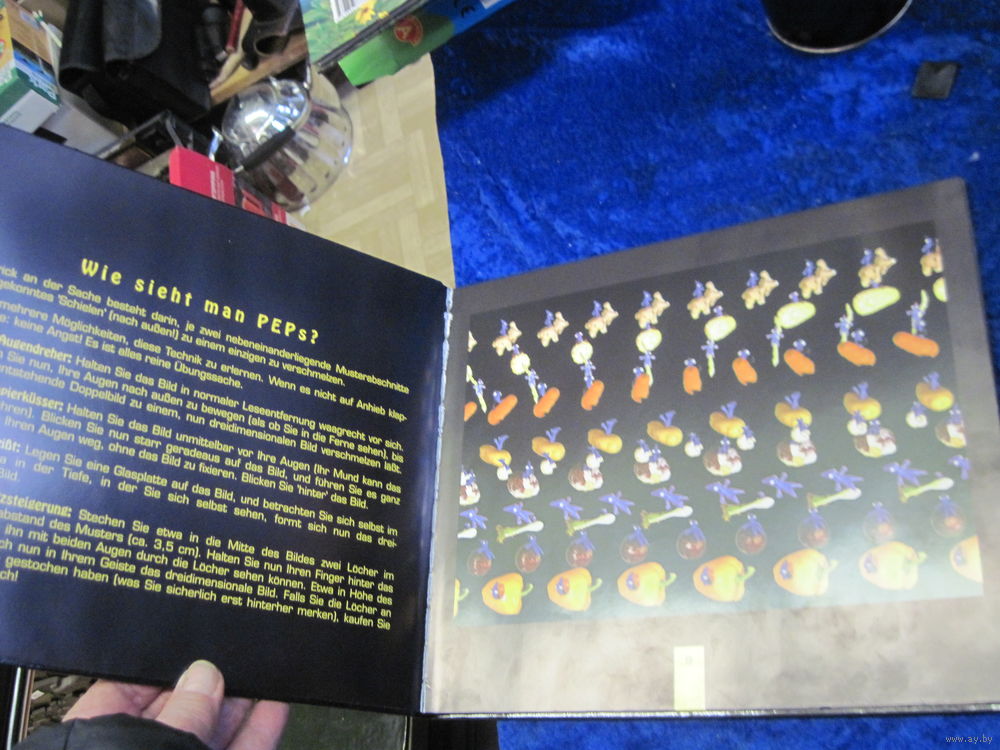 Wie sieht man PEPs?
rick an der Sache besteht darin, je zwei nebeneinanderliegende Musterabschnitte
gekonntes 'Schielen' (nach außen!) zu einem einzigen zu verschmelzen.
mehrere Möglichkeiten, diese Technik zu erlernen. Wenn es nicht auf Anhieb klap-
e: keine Angst! Es ist alles reine Übungssache.
Augendreher: Halten Sie das Bild in normaler Leseentfernung waagrecht vor sich.
n Sie nun, Ihre Augen nach außen zu bewegen (als ob Sie in die Ferne sehen), bis
entstehende Doppelbild zu einem, nun dreidimensionalen Bild verschmelzen läßt.
pierküsser: Halten Sie das Bild unmittelbar vor Ihre Augen (Ihr Mund kann das
ühren). Blicken Sie nun starr geradeaus auf das Bild, und führen Sie es ganz
Ihren Augen weg, ohne das Bild zu fixieren. Blicken Sie 'hinter' das Bild.
Legen Sie eine Glasplatte auf das Bild, und betrachten Sie sich selbst im
in der Tiefe, in der Sie sich selbst sehen, formt sich nun das drei-
Bild.
zsteigerung: Stechen Sie etwa in die Mitte des Bildes zwei Löcher im
abstand des Musters (ca. 3,5 cm). Halten Sie nun Ihren Finger hinter das
ihn mit beiden Augen durch die Löcher sehen können. Etwa in Höhe des
ch nun in Ihrem Geiste das dreidimensionale Bild. Falls Sie die Löcher an
gestochen haben (was Sie sicherlich erst hinterher merken), kaufen Sie
ch!
www.ay.by